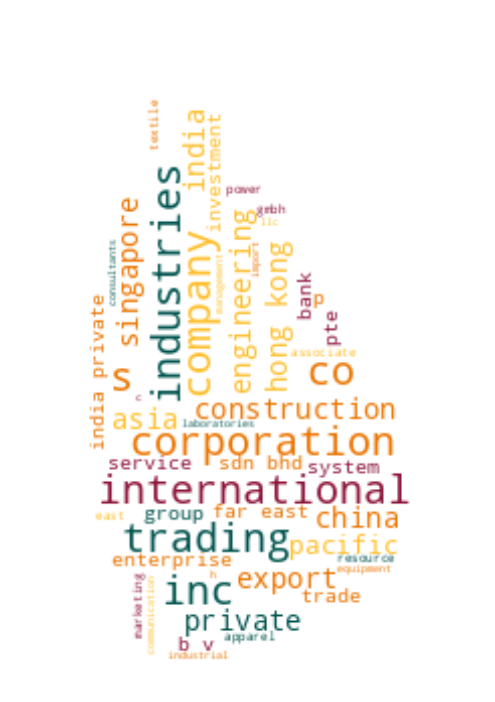 textile
india
investment
industries
power
singapore
gmbh
llc
engineering
company
consultants
hong kong
import
management
bank
p
pte
india private
associate
s
co
c
construction
asia
laboratories
corporation
service
sdn bhd
system
international
east
group
far east
china
trading
pacific
resource
enterprise
equipment
h
export
marketing
communication
inc
trade
private
apparel
b v
industrial